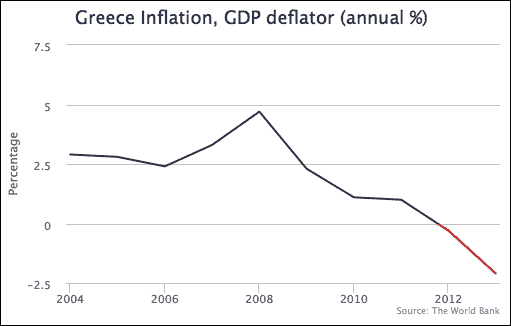 Greece Inflation, GDP deflator (annual %)
7.5
5
2.5
0
-2.5
Percentage
2004 2006 2008 2010 2012
Source: The World Bank